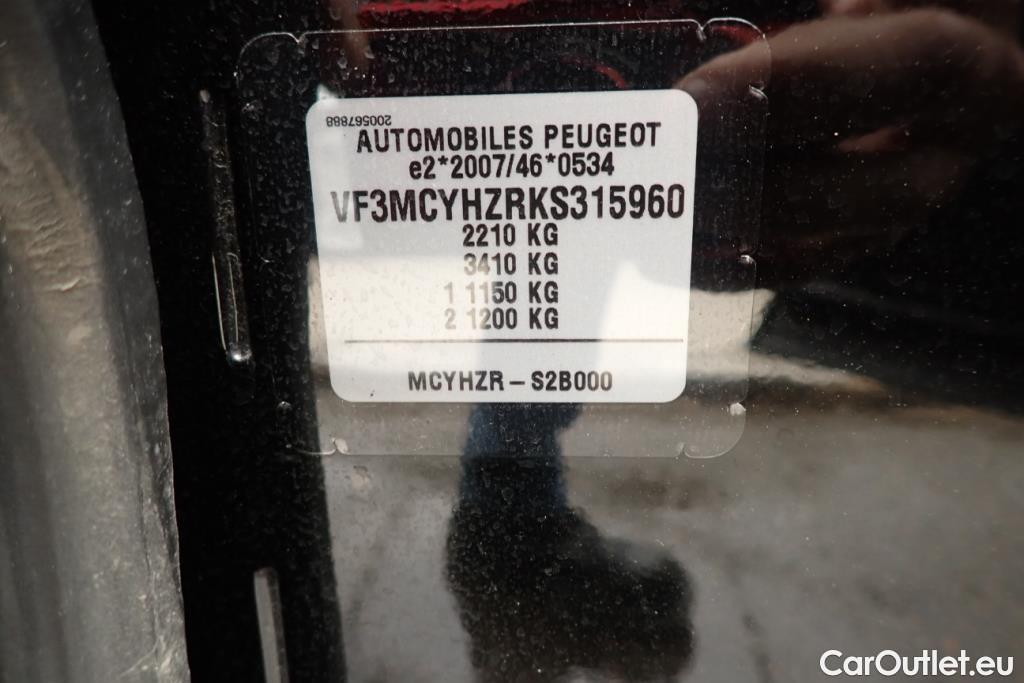 200567888
AUTOMOBILES PEUGEOT
e2*2007/46*0534
VF3MCYHZRKS315960
2210 KG
3410 KG
1 1150 KG
2 1200 KG
MCYHZR – S2B000
CarOutlet.eu